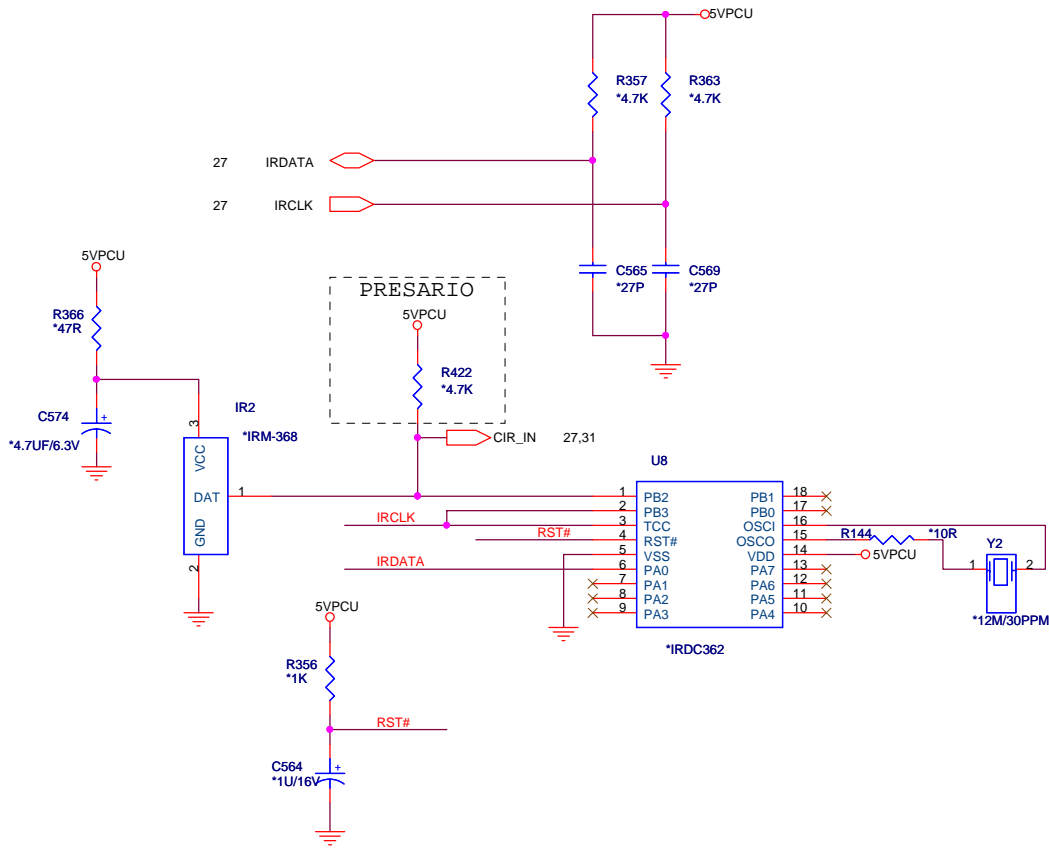 5VPCU
R357
*4.7K
R363
*4.7K
27 IRDATA
27 IRCLK
C565
*27P
C569
*27P
5VPCU
R366
*47R
C574
+
*4.7UF/6.3V
PRESARIO
5VPCU
R422
*4.7K
CIR_IN 27,31
IR2
*IRM-368
3
VCC
DAT
1
GND
2
U8
1 PB2
2 PB3
3 TCC
4 RST#
5 VSS
6 PA0
7 PA1
8 PA2
9 PA3
PB1 18
PB0 17
OSCI 16
OSCO 15
VDD 14
PA7 13
PA6 12
PA5 11
PA4 10
*IRDC362
IRCLK
RST#
IRDATA
R144
*10R
5VPCU
Y2
1
2
*12M/30PPM
5VPCU
R356
*1K
RST#
C564
+
*1U/16V